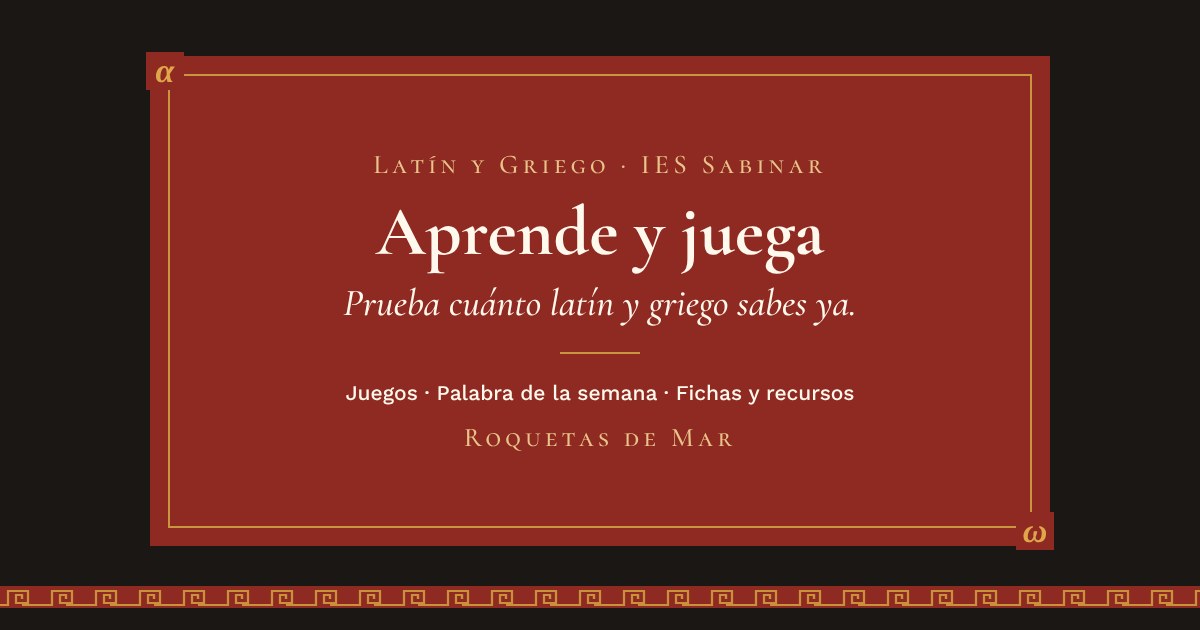 α
Latín y Griego · IES Sabinar
Aprende y juega
Prueba cuánto latín y griego sabes ya.
Juegos · Palabra de la semana · Fichas y recursos
Roquetas de Mar
ω